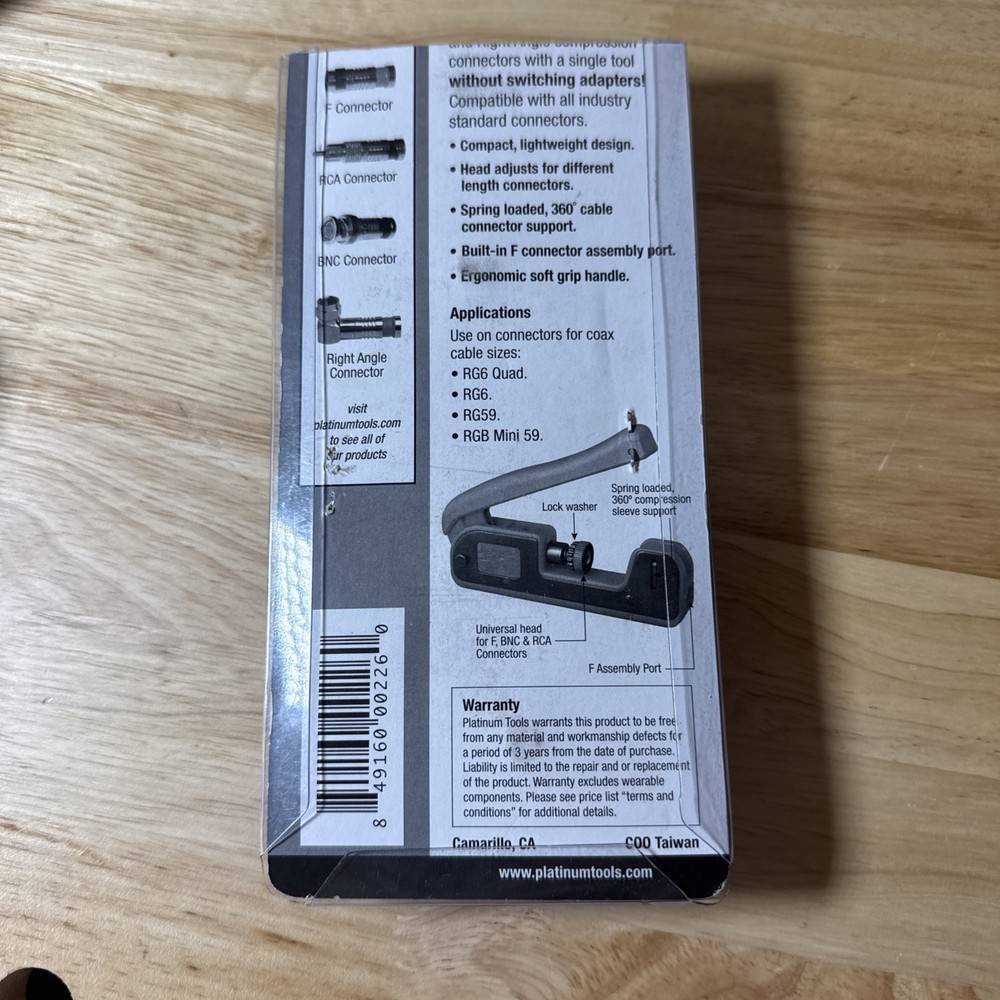 F Connector
RCA Connector
BNC Connector
Right Angle
Connector
visit
platinumtools.com
to see all of
our products
8 49160 00226 0
and Right Angle compression
connectors with a single tool
without switching adapters!
Compatible with all industry
standard connectors.
• Compact, lightweight design.
• Head adjusts for different
length connectors.
• Spring loaded, 360° cable
connector support.
• Built-in F connector assembly port.
• Ergonomic soft grip handle.
Applications
Use on connectors for coax
cable sizes:
• RG6 Quad.
• RG6.
• RG59.
• RGB Mini 59.
Spring loaded,
360° compression
sleeve support
Lock washer
Universal head
for F, BNC & RCA
Connectors
F Assembly Port
Warranty
Platinum Tools warrants this product to be free
from any material and workmanship defects for
a period of 3 years from the date of purchase.
Liability is limited to the repair and or replacement
of the product. Warranty excludes wearable
components. Please see price list "terms and
conditions" for additional details.
Camarillo, CA
COO Taiwan
www.platinumtools.com